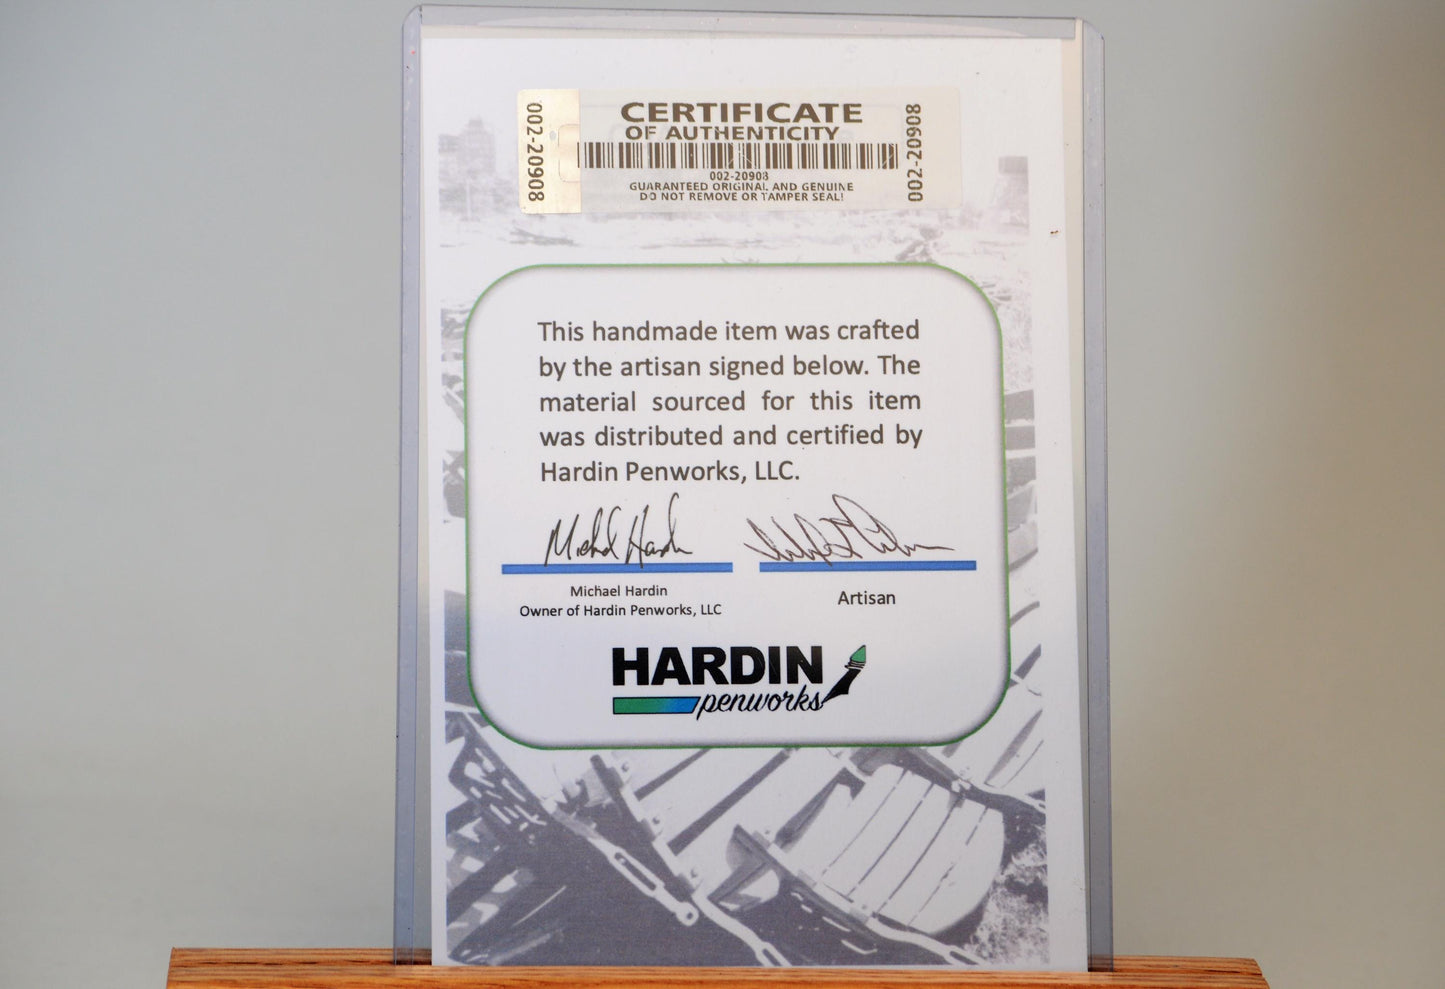 CERTIFICATE
OF AUTHENTICITY
002-20908
002-20908
002-20908
GUARANTEED ORIGINAL AND GENUINE
DO NOT REMOVE OR TAMPER SEAL!
This handmade item was crafted
by the artisan signed below. The
material sourced for this item
was distributed and certified by
Hardin Penworks, LLC.
Michael Hardin
Michael Hardin
Owner of Hardin Penworks, LLC
Artisan
HARDIN
penworks